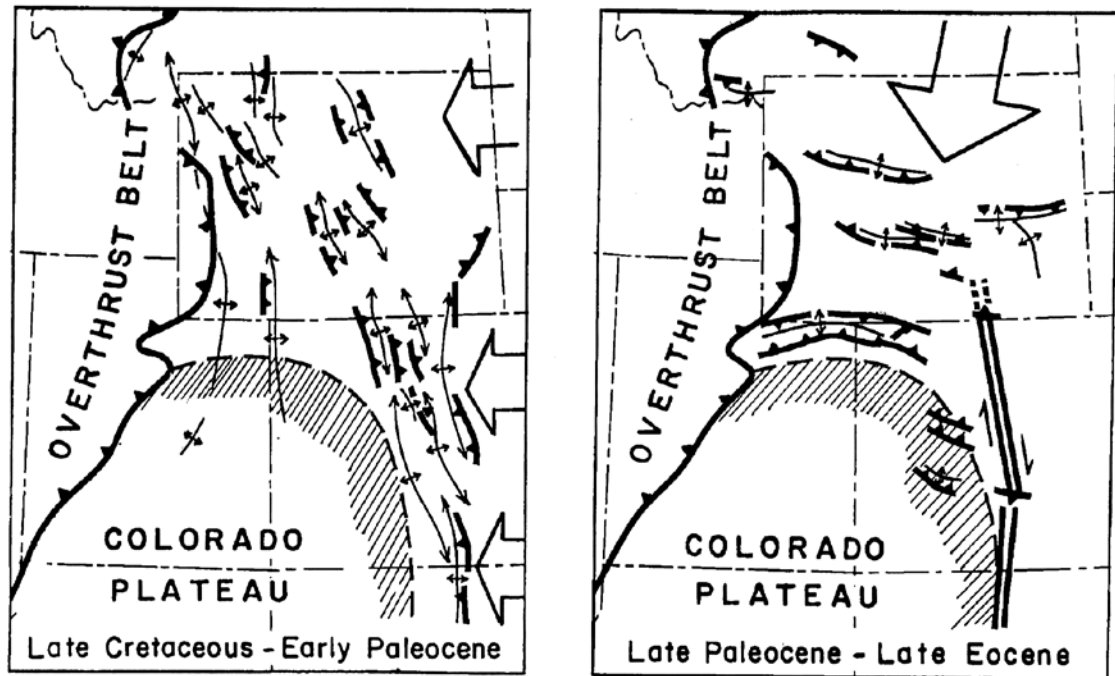 OVERTHRUST BELT
COLORADO
PLATEAU
Late Cretaceous - Early Paleocene
OVERTHRUST BELT
COLORADO
PLATEAU
Late Paleocene - Late Eocene